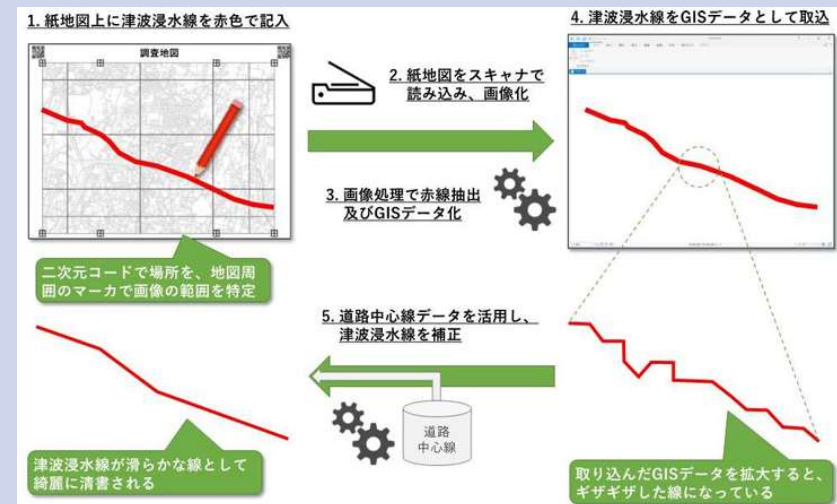 1. 紙地図上に津波浸水線を赤色で記入
調査地図
二次元コードで場所を、地図周
囲のマーカで画像の範囲を特定
2. 紙地図をスキャナで
読み込み、画像化
3. 画像処理で赤線抽出
及びGISデータ化
4. 津波浸水線をGISデータとして取込
取り込んだGISデータを拡大すると、
ギザギザした線になっている
5. 道路中心線データを活用し、
津波浸水線を補正
道路
中心線
津波浸水線が滑らかな線として
綺麗に清書される